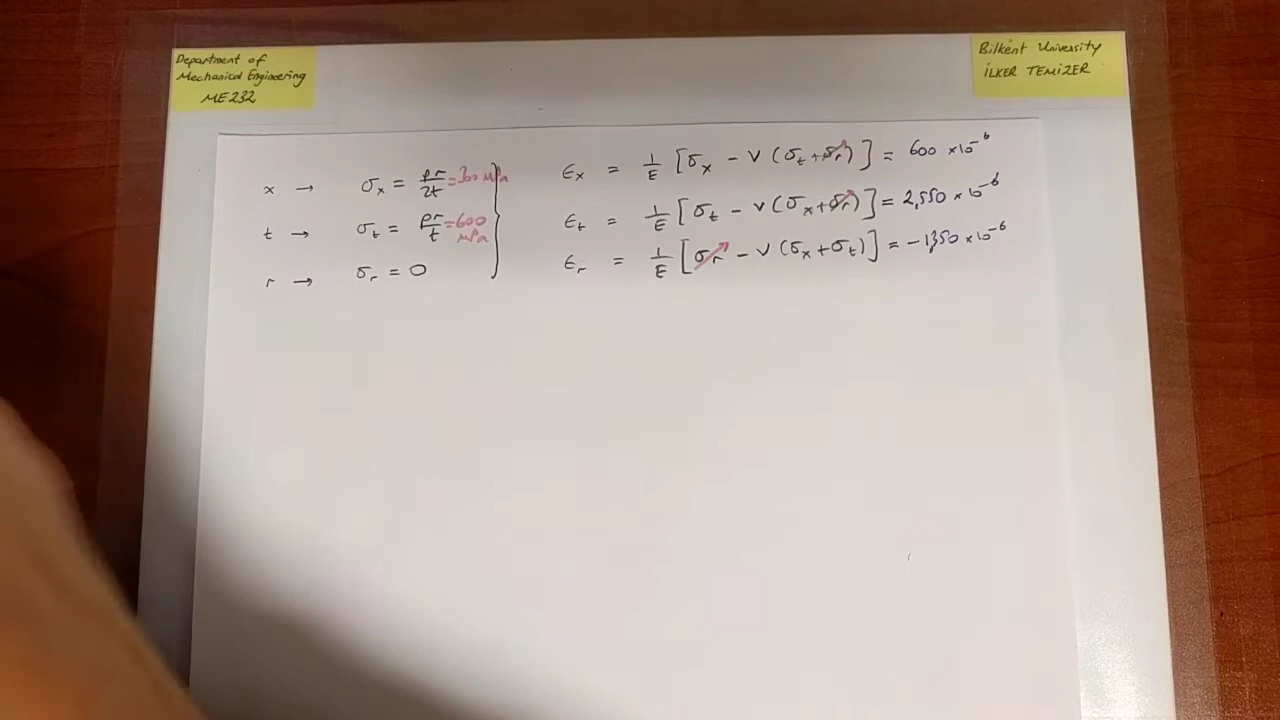 Department of
Mechanical Engineering
ME 232
Bilkent University
İLKER TEMİZER
x → σx = pr/2t = 300 MPa
t → σt = pr/t = 600 MPa
r → σr = 0
εx = 1/E [σx - ν (σt + σr)] = 600 × 10^-6
εt = 1/E [σt - ν (σx + σr)] = 2,550 × 10^-6
εr = 1/E [σr - ν (σx + σt)] = -1,350 × 10^-6